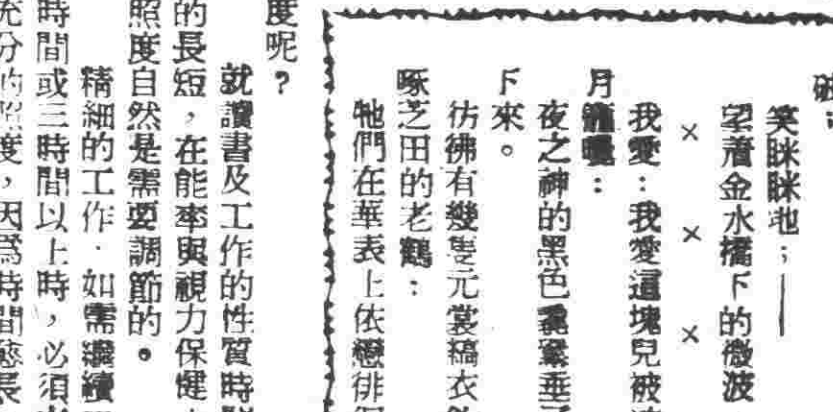 破：
笑眯眯地；——
望着金水橋下的微波
× × ×
我愛：我愛這塊兒被
月
夜之神的黑色 垂
下來。
彷彿有幾隻元裳縞衣
啄芝田的老鶴：
牠們在華表上依戀徘徊
度呢？
就讀書及工作的性質時
的長短，在能率與視力保健
照度自然是需要調節的。
精細的工作．如需繼續
時間或三時間以上時，必須
充分的照度，因爲時間愈長